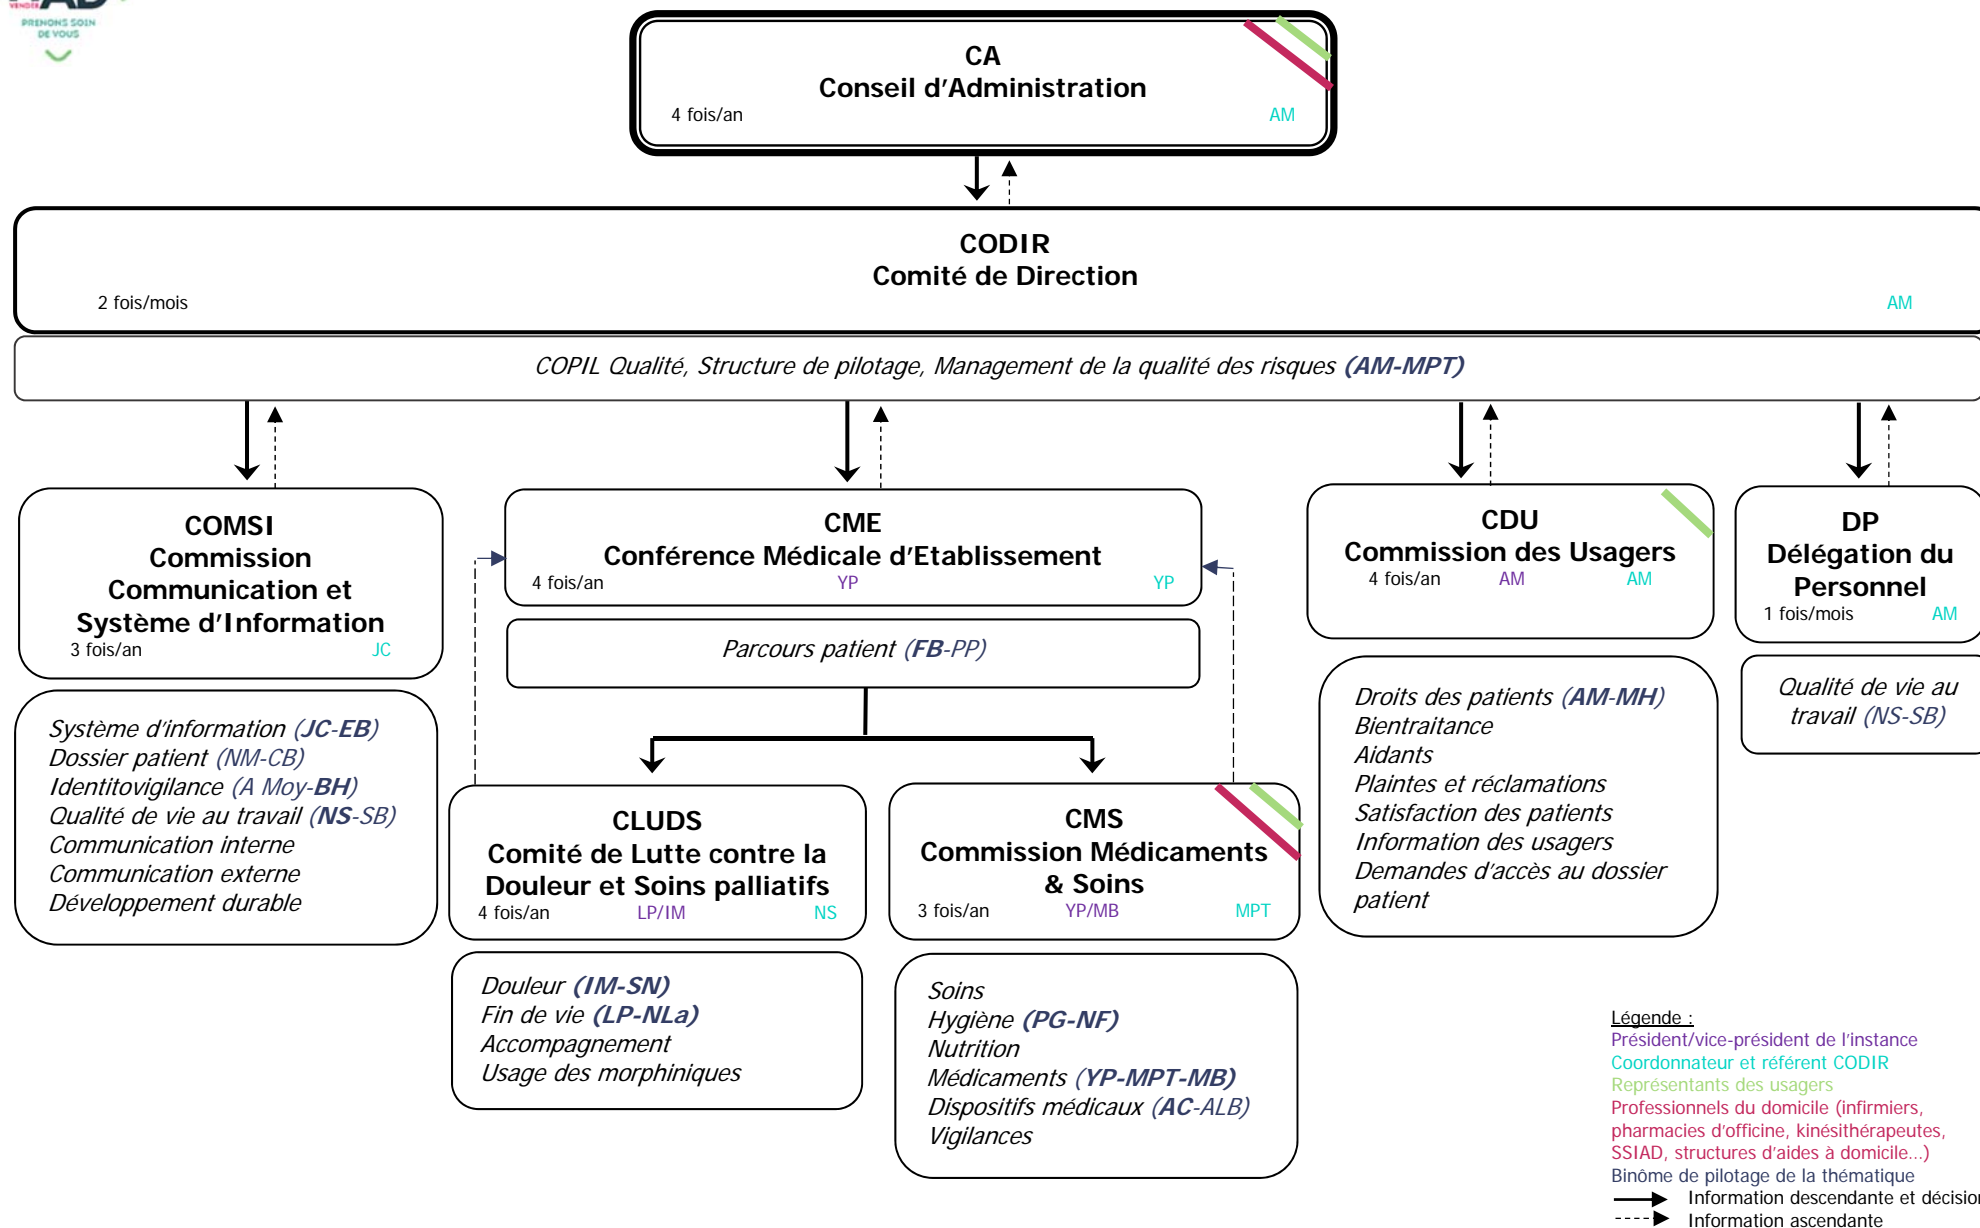 VENDÉE
PRENONS SOIN
DE VOUS
CA
Conseil d'Administration
4 fois/an AM
CODIR
Comité de Direction
2 fois/mois AM
COPIL Qualité, Structure de pilotage, Management de la qualité des risques (AM-MPT)
COMSI
Commission
Communication et
Système d'Information
3 fois/an JC
Système d'information (JC-EB)
Dossier patient (NM-CB)
Identitovigilance (A Moy-BH)
Qualité de vie au travail (NS-SB)
Communication interne
Communication externe
Développement durable
CME
Conférence Médicale d'Etablissement
4 fois/an YP YP
Parcours patient (FB-PP)
CLUDS
Comité de Lutte contre la
Douleur et Soins palliatifs
4 fois/an LP/IM NS
Douleur (IM-SN)
Fin de vie (LP-NLa)
Accompagnement
Usage des morphiniques
CMS
Commission Médicaments
& Soins
3 fois/an YP/MB MPT
Soins
Hygiène (PG-NF)
Nutrition
Médicaments (YP-MPT-MB)
Dispositifs médicaux (AC-ALB)
Vigilances
CDU
Commission des Usagers
4 fois/an AM AM
Droits des patients (AM-MH)
Bientraitance
Aidants
Plaintes et réclamations
Satisfaction des patients
Information des usagers
Demandes d'accès au dossier
patient
DP
Délégation du
Personnel
1 fois/mois AM
Qualité de vie au
travail (NS-SB)
Légende :
Président/vice-président de l'instance
Coordonnateur et référent CODIR
Représentants des usagers
Professionnels du domicile (infirmiers,
pharmacies d'officine, kinésithérapeutes,
SSIAD, structures d'aides à domicile...)
Binôme de pilotage de la thématique
Information descendante et décision
Information ascendante